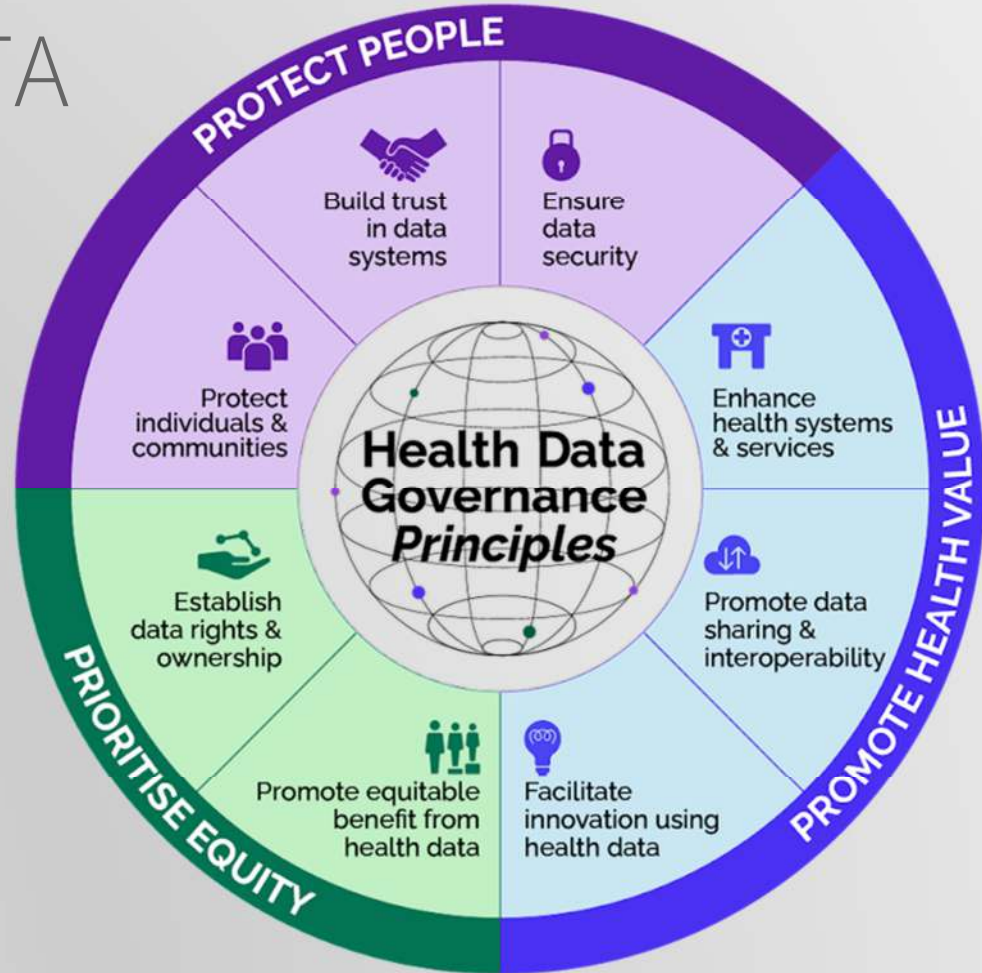 TA
PROTECT PEOPLE
Build trust
in data
systems
Ensure
data
security
Protect
individuals &
communities
Enhance
health systems
& services
Health Data
Governance
Principles
Establish
data rights &
ownership
Promote data
sharing &
interoperability
Promote equitable
benefit from
health data
Facilitate
innovation using
health data
PRIORITISE EQUITY
PROMOTE HEALTH VALUE